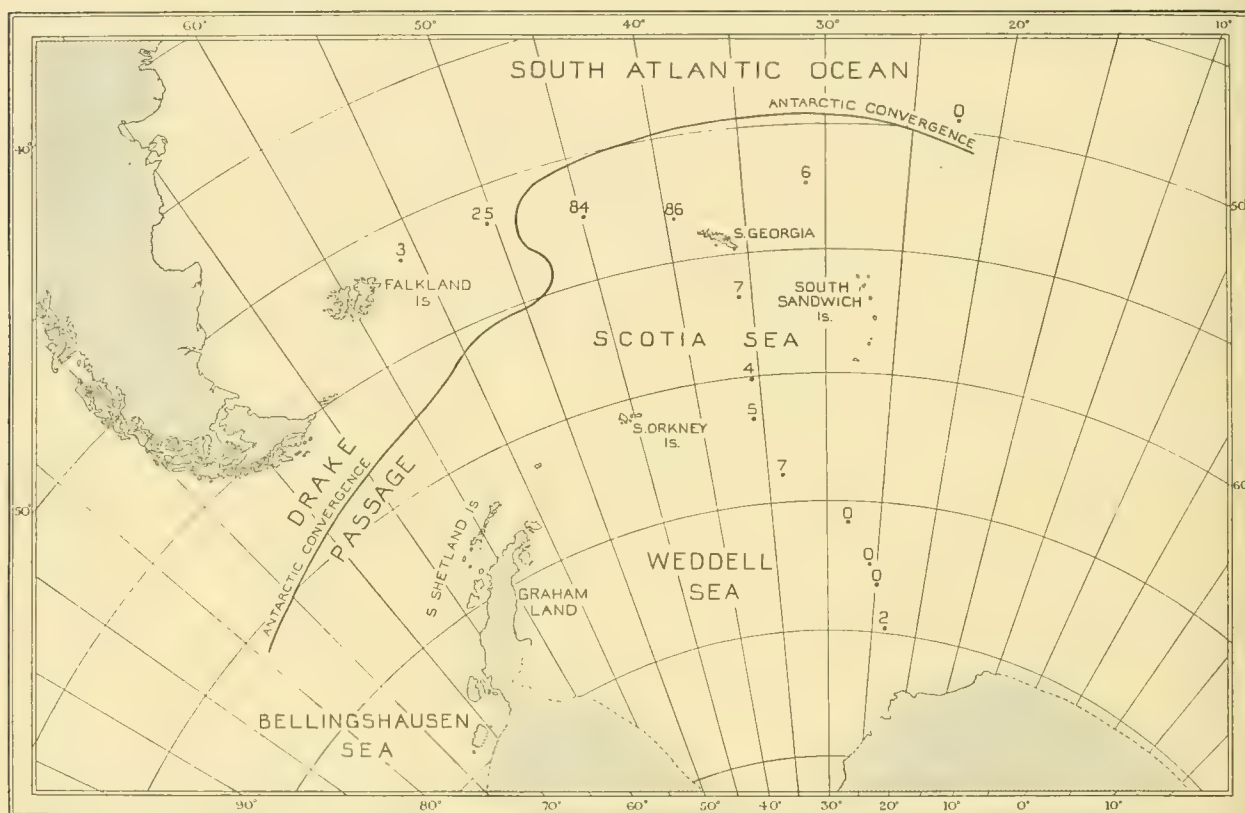 60° 50° 40° 30° 20° 10°
SOUTH ATLANTIC OCEAN
ANTARCTIC CONVERGENCE
0
40°
6
50°
25
84
86
S. GEORGIA
3
FALKLAND
IS
7
SOUTH
SANDWICH
IS.
SCOTIA SEA
4
5
S. ORKNEY
IS.
7
60°
50°
DRAKE
PASSAGE
ANTARCTIC CONVERGENCE
0
0
0
2
S SHETLAND IS
WEDDELL
SEA
GRAHAM
LAND
BELLINGSHAUSEN
SEA
90° 80° 70° 60° 50° 40° 30° 20° 10° 0° 10°